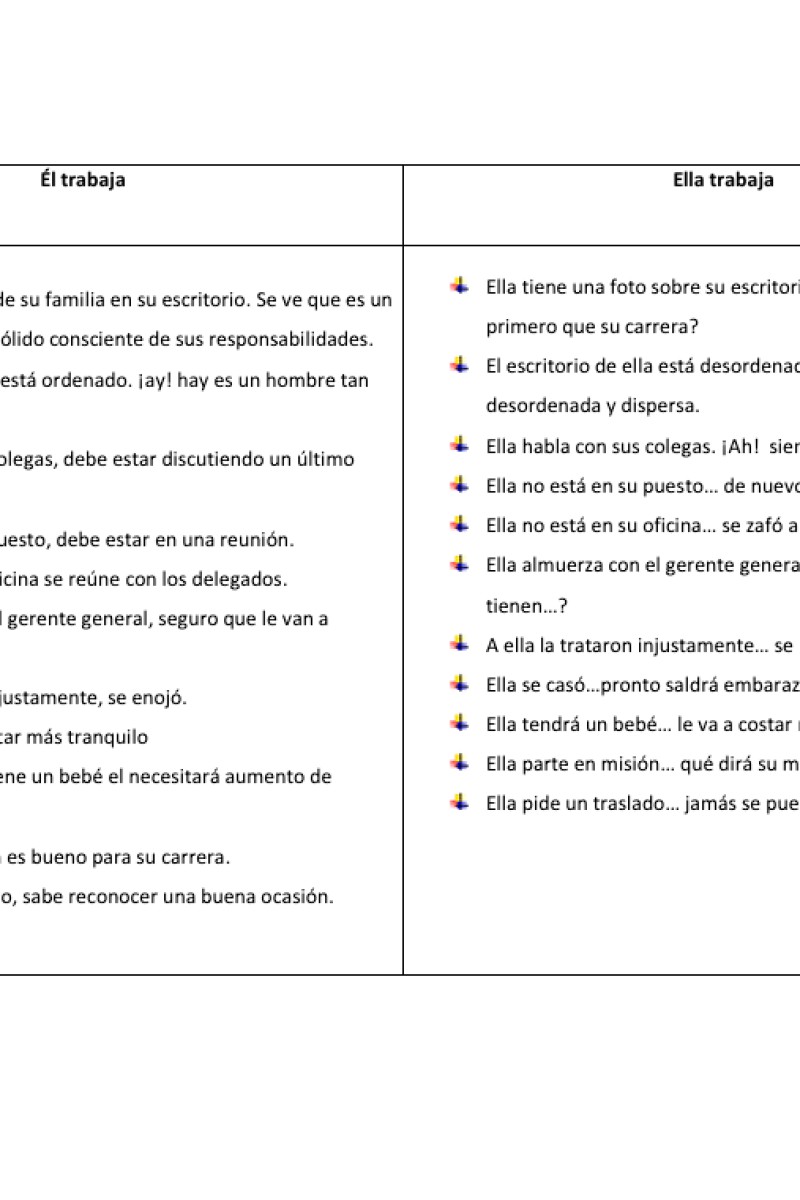 Él trabaja
de su familia en su escritorio. Se ve que es un
ólido consciente de sus responsabilidades.
está ordenado. ¡ay! hay es un hombre tan
olegas, debe estar discutiendo un último
uesto, debe estar en una reunión.
icina se reúne con los delegados.
l gerente general, seguro que le van a
justamente, se enojó.
tar más tranquilo
ene un bebé el necesitará aumento de
es bueno para su carrera.
o, sabe reconocer una buena ocasión.
Ella trabaja
Ella tiene una foto sobre su escritori
primero que su carrera?
El escritorio de ella está desordenad
desordenada y dispersa.
Ella habla con sus colegas. ¡Ah! sien
Ella no está en su puesto… de nuevo
Ella no está en su oficina… se zafó a
Ella almuerza con el gerente genera
tienen…?
A ella la trataron injustamente… se
Ella se casó…pronto saldrá embaraz
Ella tendrá un bebé… le va a costar
Ella parte en misión… qué dirá su m
Ella pide un traslado… jamás se pue